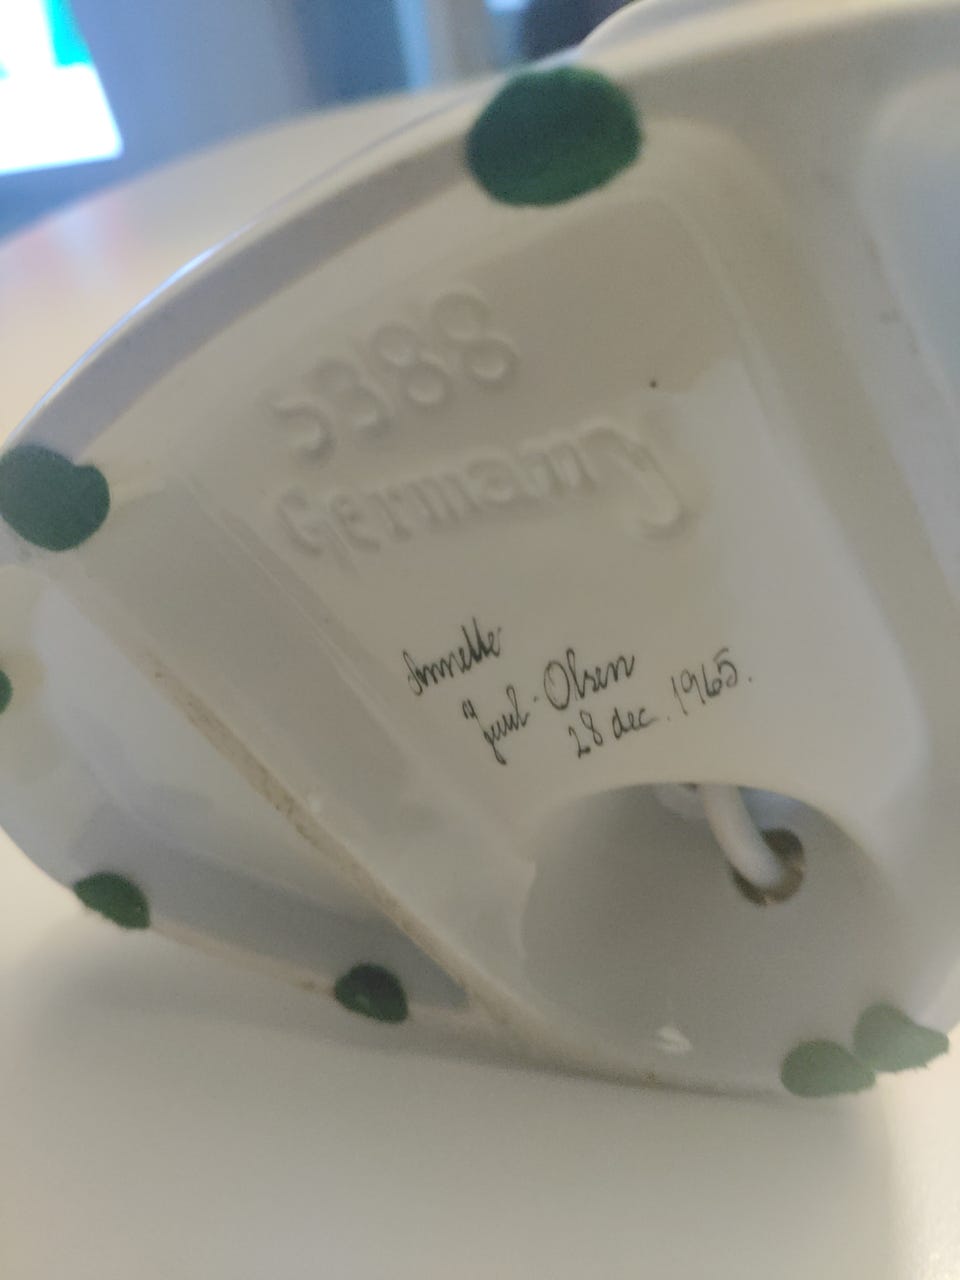 5388
Germany
Annette
Juul-Olsen
28 dec. 1965.